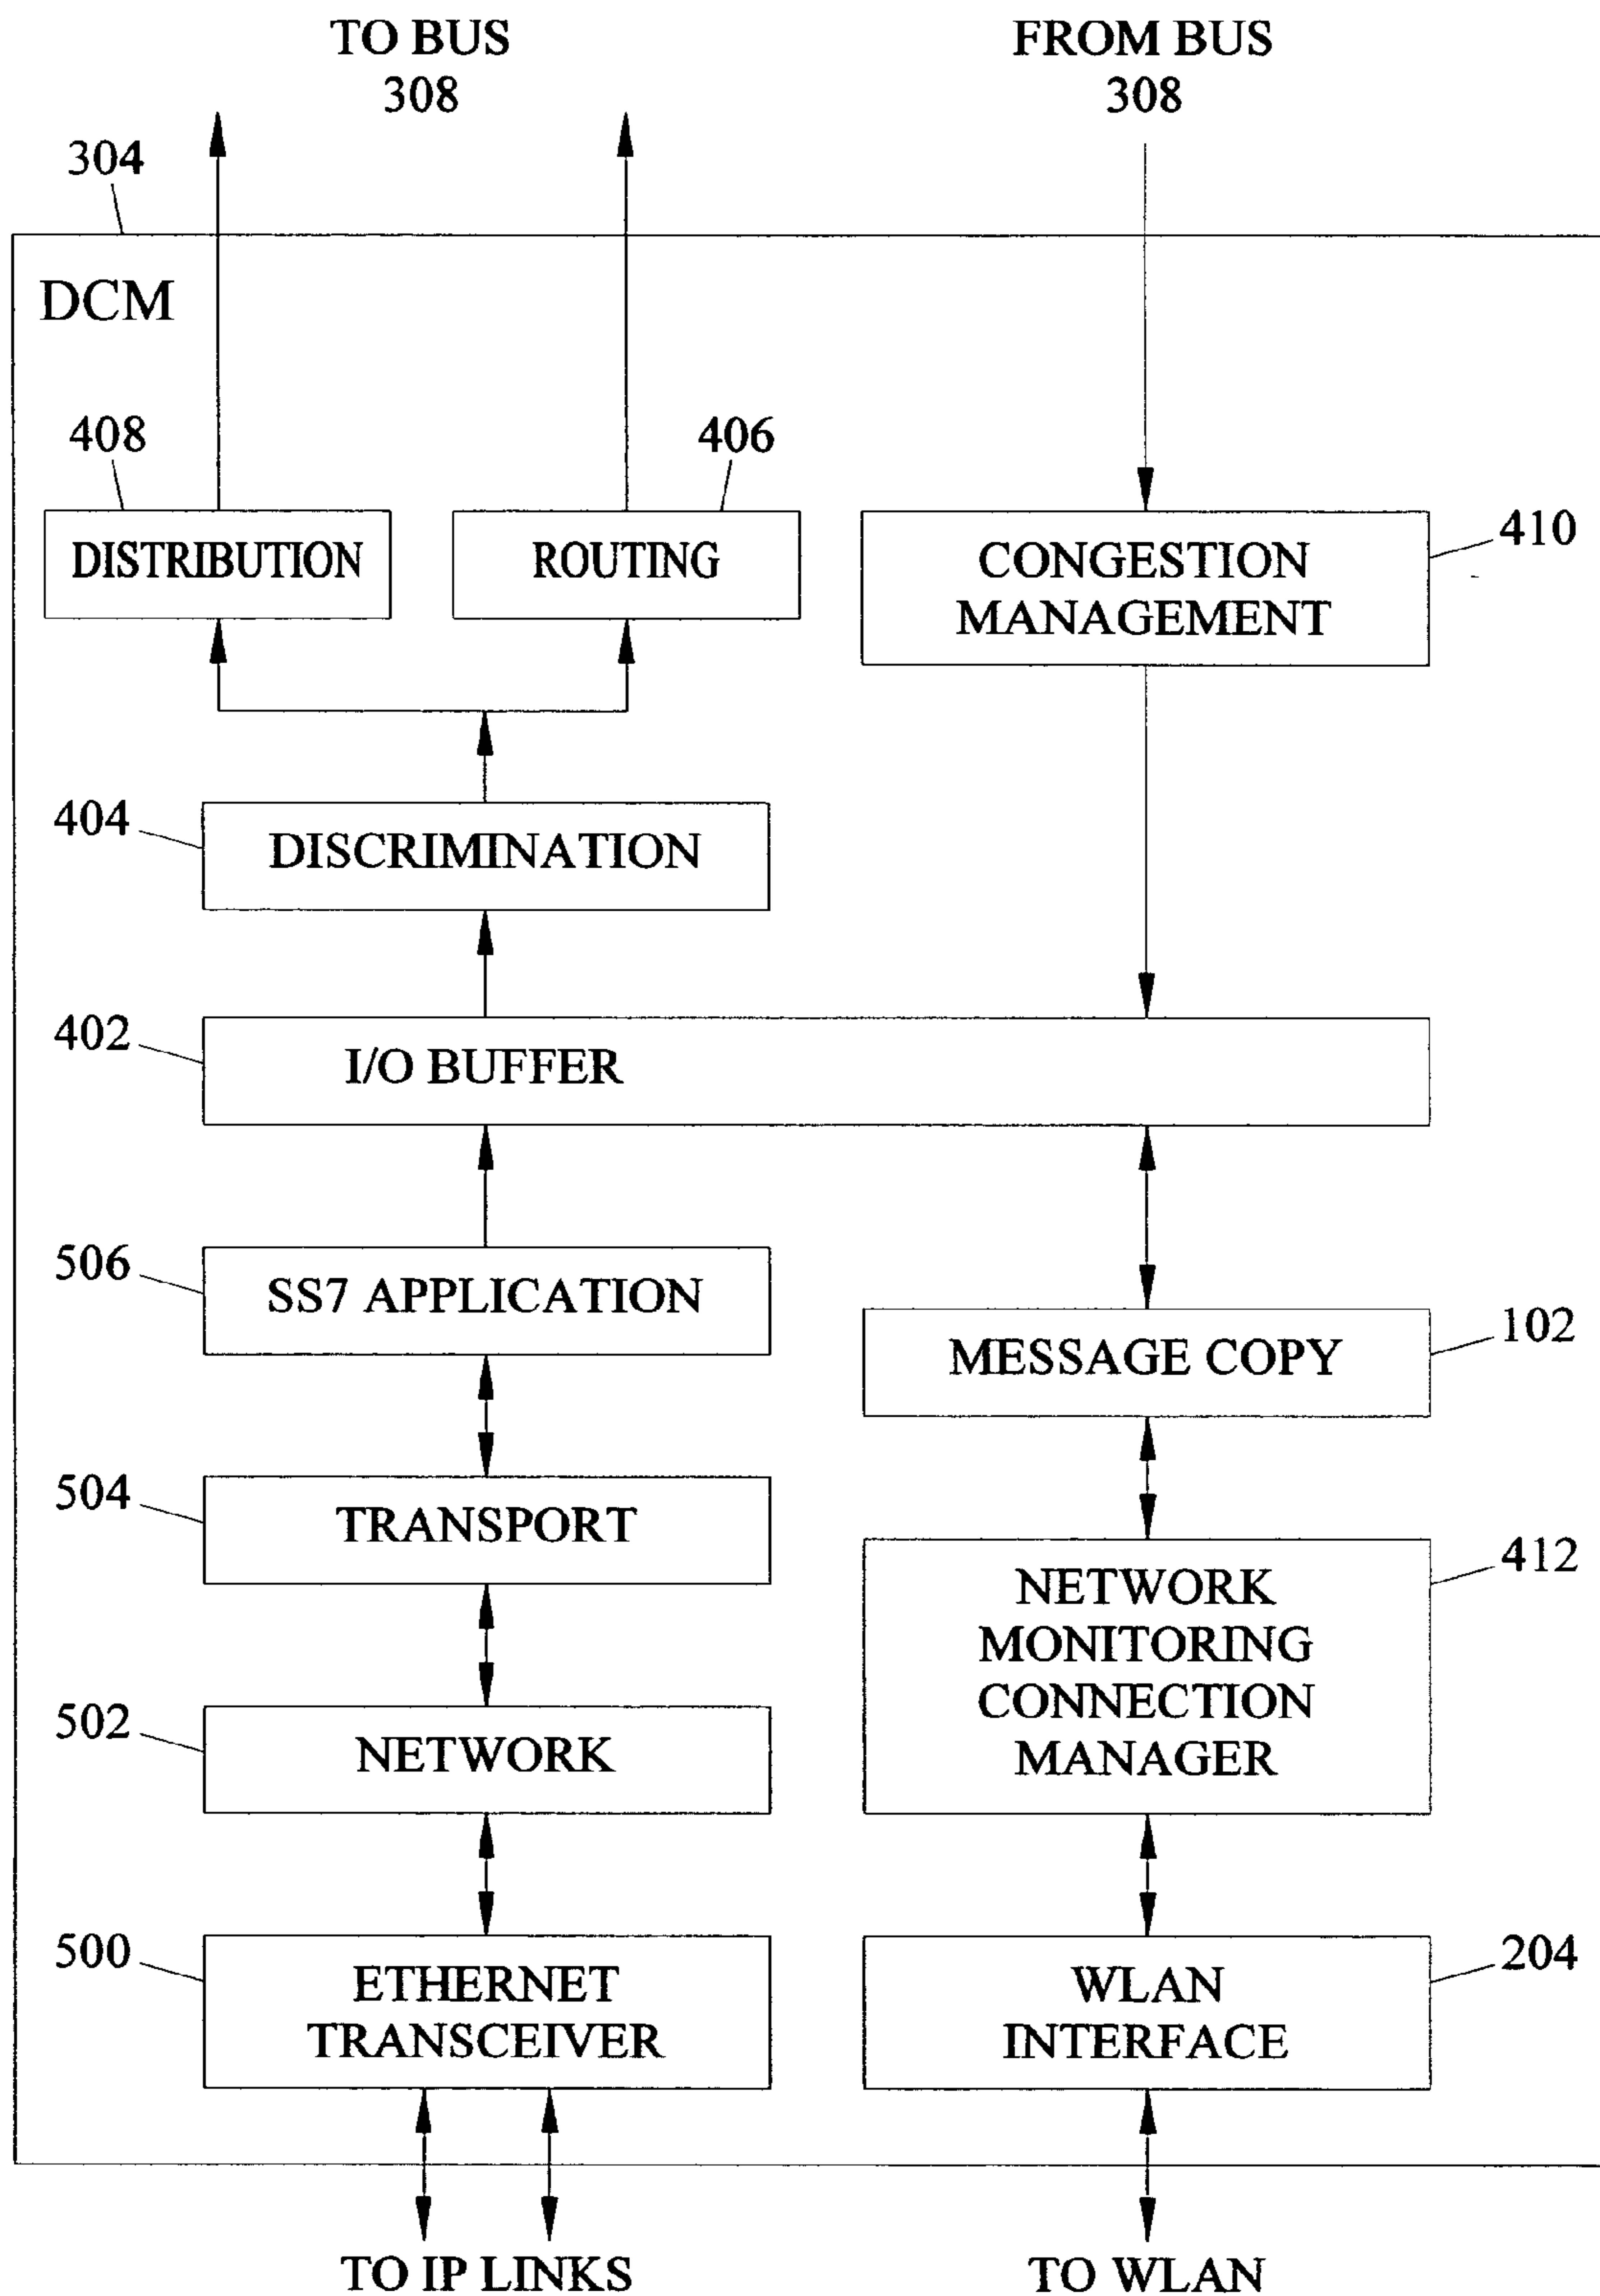 TO BUS
308
FROM BUS
308
304
DCM
408
406
DISTRIBUTION
ROUTING
CONGESTION
MANAGEMENT
410
404
DISCRIMINATION
402
I/O BUFFER
506
SS7 APPLICATION
MESSAGE COPY
102
504
TRANSPORT
NETWORK
MONITORING
CONNECTION
MANAGER
412
502
NETWORK
500
ETHERNET
TRANSCEIVER
WLAN
INTERFACE
204
TO IP LINKS
TO WLAN